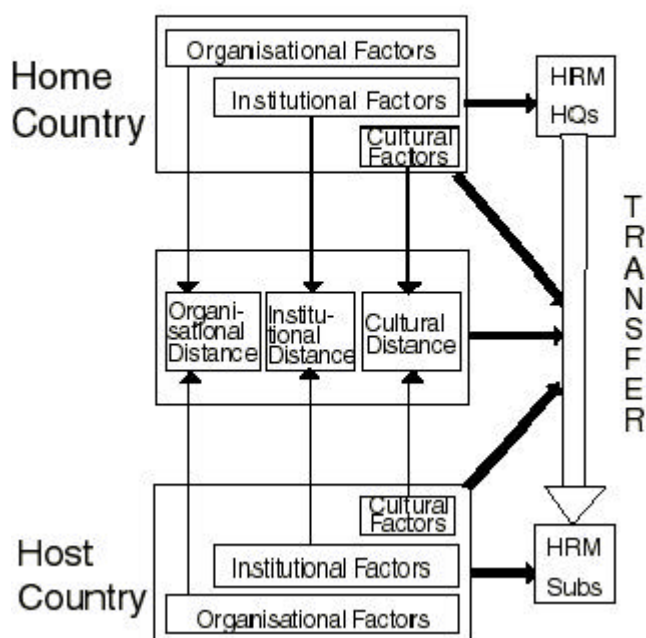 Home
Country
Organisational Factors
Institutional Factors
Cultural
Factors
HRM
HQs
T
R
A
N
S
F
E
R
Organi-
sational
Distance
Institu-
tional
Distance
Cultural
Distance
Host
Country
Cultural
Factors
Institutional Factors
Organisational Factors
HRM
Subs